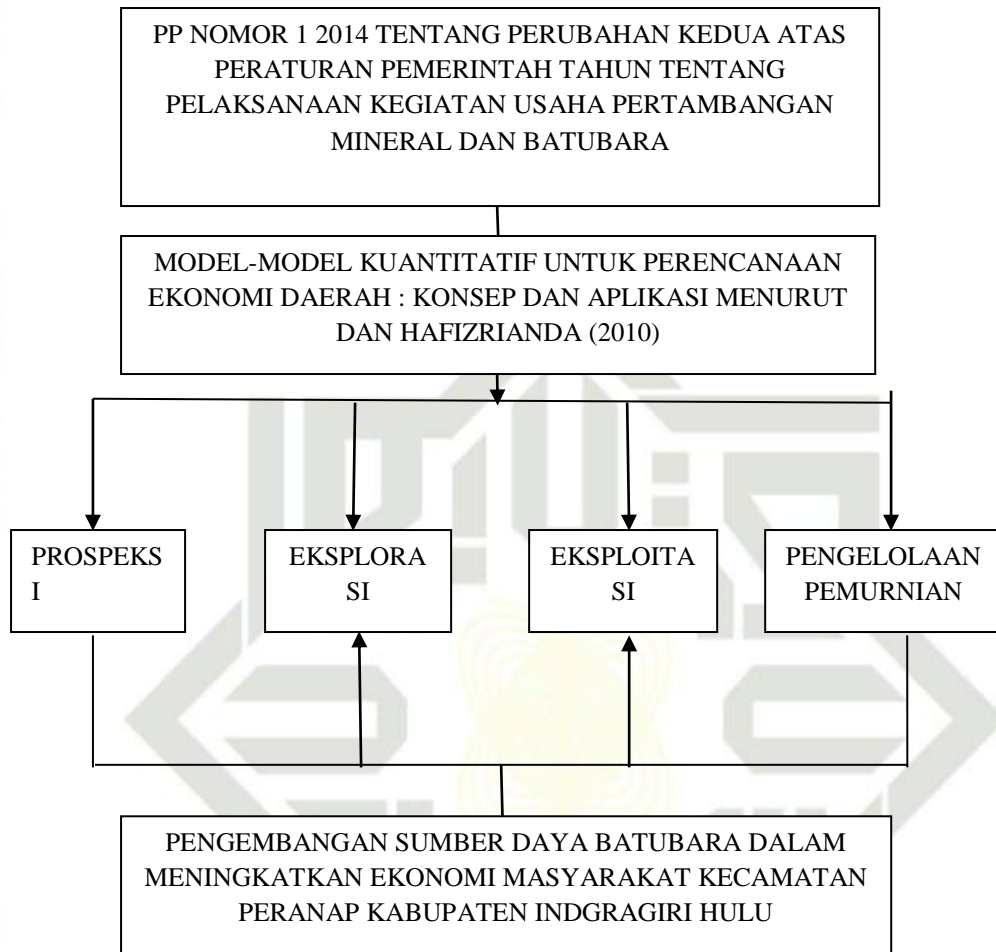 PP NOMOR 1 2014 TENTANG PERUBAHAN KEDUA ATAS
PERATURAN PEMERINTAH TAHUN TENTANG
PELAKSANAAN KEGIATAN USAHA PERTAMBANGAN
MINERAL DAN BATUBARA
MODEL-MODEL KUANTITATIF UNTUK PERENCANAAN
EKONOMI DAERAH : KONSEP DAN APLIKASI MENURUT
DAN HAFIZRIANDA (2010)
PROSPEKS
I
EKSPLORA
SI
EKSPLOITA
SI
PENGELOLAAN
PEMURNIAN
PENGEMBANGAN SUMBER DAYA BATUBARA DALAM
MENINGKATKAN EKONOMI MASYARAKAT KECAMATAN
PERANAP KABUPATEN INDGRAGIRI HULU